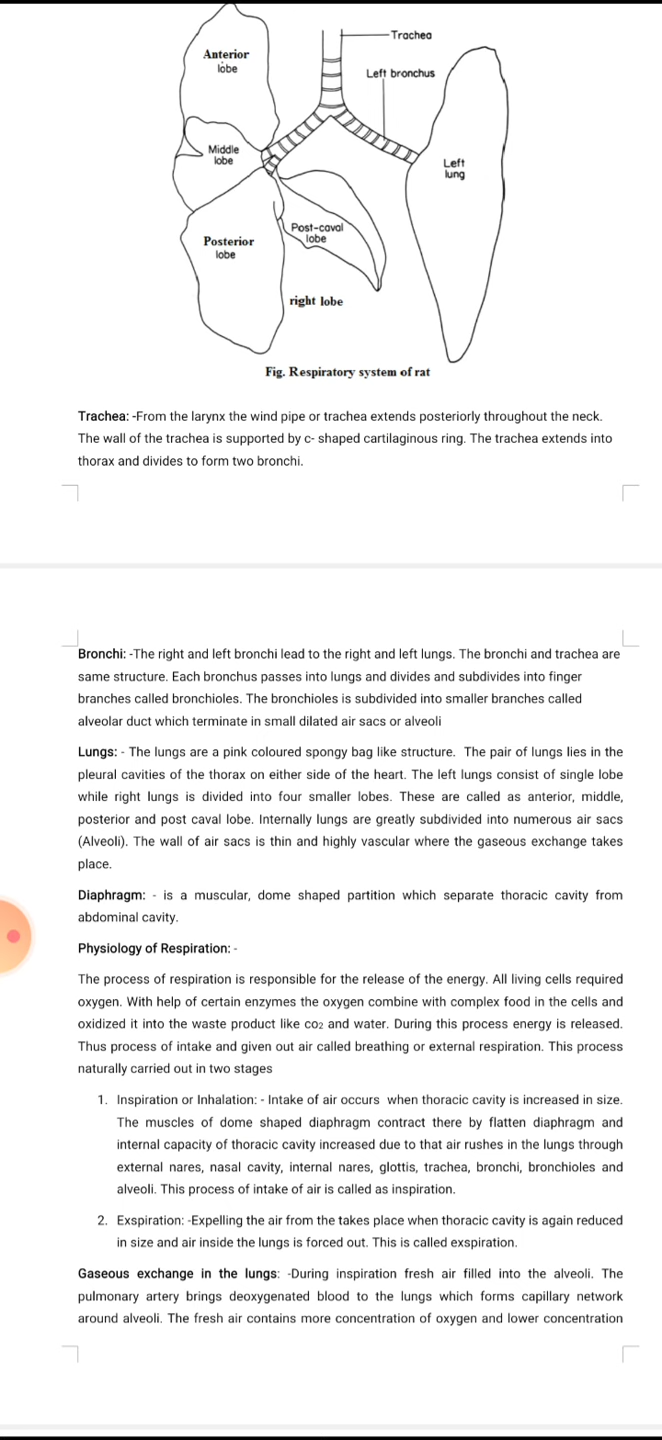 Trachea
Anterior
lobe
Left bronchus
Middle
lobe
Left
lung
Post-caval
lobe
Posterior
lobe
right lobe
Fig. Respiratory system of rat
Trachea: -From the larynx the wind pipe or trachea extends posteriorly throughout the neck.
The wall of the trachea is supported by c- shaped cartilaginous ring. The trachea extends into
thorax and divides to form two bronchi.
Bronchi: -The right and left bronchi lead to the right and left lungs. The bronchi and trachea are
same structure. Each bronchus passes into lungs and divides and subdivides into finger
branches called bronchioles. The bronchioles is subdivided into smaller branches called
alveolar duct which terminate in small dilated air sacs or alveoli
Lungs: - The lungs are a pink coloured spongy bag like structure. The pair of lungs lies in the
pleural cavities of the thorax on either side of the heart. The left lungs consist of single lobe
while right lungs is divided into four smaller lobes. These are called as anterior, middle,
posterior and post caval lobe. Internally lungs are greatly subdivided into numerous air sacs
(Alveoli). The wall of air sacs is thin and highly vascular where the gaseous exchange takes
place.
Diaphragm: - is a muscular, dome shaped partition which separate thoracic cavity from
abdominal cavity.
Physiology of Respiration: -
The process of respiration is responsible for the release of the energy. All living cells required
oxygen. With help of certain enzymes the oxygen combine with complex food in the cells and
oxidized it into the waste product like co₂ and water. During this process energy is released.
Thus process of intake and given out air called breathing or external respiration. This process
naturally carried out in two stages
1. Inspiration or Inhalation: - Intake of air occurs when thoracic cavity is increased in size.
The muscles of dome shaped diaphragm contract there by flatten diaphragm and
internal capacity of thoracic cavity increased due to that air rushes in the lungs through
external nares, nasal cavity, internal nares, glottis, trachea, bronchi, bronchioles and
alveoli. This process of intake of air is called as inspiration.
2. Exspiration: -Expelling the air from the takes place when thoracic cavity is again reduced
in size and air inside the lungs is forced out. This is called exspiration.
Gaseous exchange in the lungs: -During inspiration fresh air filled into the alveoli. The
pulmonary artery brings deoxygenated blood to the lungs which forms capillary network
around alveoli. The fresh air contains more concentration of oxygen and lower concentration